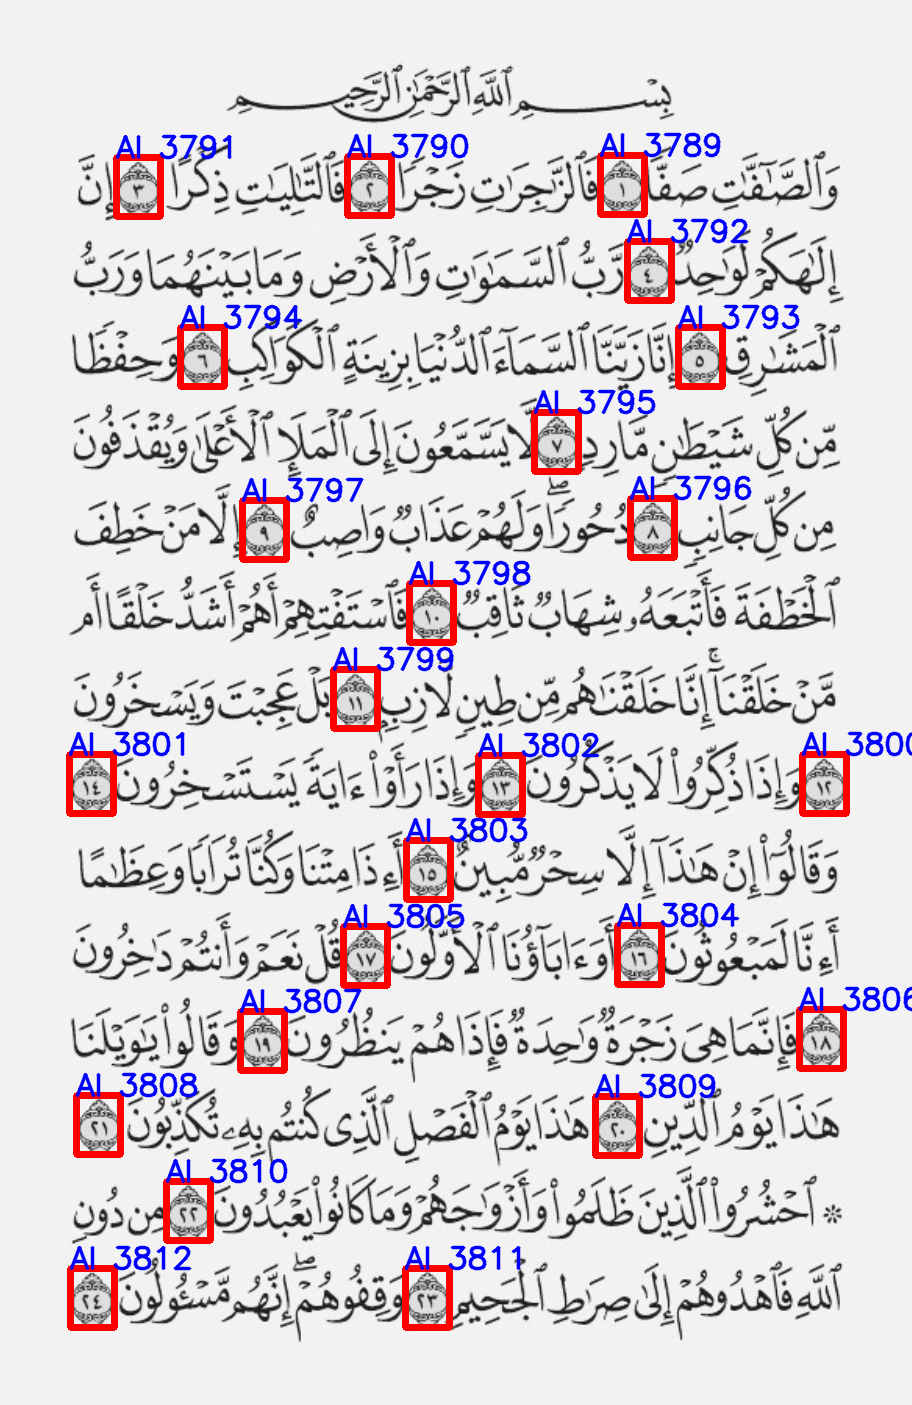 بِسْمِ ٱللَّهِ ٱلرَّحْمَٰنِ ٱلرَّحِيمِ
AI_3791 AI_3790 AI_3789
وَٱلصَّٰٓفَّٰتِ صَفًّا ١ فَٱلزَّٰجِرَٰتِ زَجْرًا ٢ فَٱلتَّٰلِيَٰتِ ذِكْرًا ٣ إِنَّ
AI_3792
إِلَٰهَكُمْ لَوَٰحِدٌ ٤ رَّبُّ ٱلسَّمَٰوَٰتِ وَٱلْأَرْضِ وَمَا بَيْنَهُمَا وَرَبُّ
AI_3794 AI_3793
ٱلْمَشَٰرِقِ ٥ إِنَّا زَيَّنَّا ٱلسَّمَآءَ ٱلدُّنْيَا بِزِينَةٍ ٱلْكَوَاكِبِ ٦ وَحِفْظًا
AI_3795
مِّن كُلِّ شَيْطَٰنٍ مَّارِدٍ ٧ لَّا يَسَّمَّعُونَ إِلَى ٱلْمَلَإِ ٱلْأَعْلَىٰ وَيُقْذَفُونَ
AI_3797 AI_3796
مِن كُلِّ جَانِبٍ ٨ دُحُورًا ۖ وَلَهُمْ عَذَابٌ وَاصِبٌ ٩ إِلَّا مَنْ خَطِفَ
AI_3798
ٱلْخَطْفَةَ فَأَتْبَعَهُۥ شِهَابٌ ثَاقِبٌ ١٠ فَٱسْتَفْتِهِمْ أَهُمْ أَشَدُّ خَلْقًا أَم
AI_3799
مَّنْ خَلَقْنَآ ۚ إِنَّا خَلَقْنَٰهُم مِّن طِينٍ لَّازِبٍ ١١ بَلْ عَجِبْتَ وَيَسْخَرُونَ
AI_3801 AI_3802 AI_3800
١٢ وَإِذَا ذُكِّرُوا۟ لَا يَذْكُرُونَ ١٣ وَإِذَا رَأَوْا۟ ءَايَةً يَسْتَسْخِرُونَ ١٤
AI_3803
وَقَالُوٓا۟ إِنْ هَٰذَآ إِلَّا سِحْرٌ مُّبِينٌ ١٥ أَءِذَا مِتْنَا وَكُنَّا تُرَابًا وَعِظَٰمًا
AI_3805 AI_3804
أَءِنَّا لَمَبْعُوثُونَ ١٦ أَوَءَابَآؤُنَا ٱلْأَوَّلُونَ ١٧ قُلْ نَعَمْ وَأَنتُمْ دَٰخِرُونَ
AI_3807 AI_3806
١٨ فَإِنَّمَا هِىَ زَجْرَةٌ وَٰحِدَةٌ فَإِذَا هُمْ يَنظُرُونَ ١٩ وَقَالُوا۟ يَٰوَيْلَنَا
AI_3808 AI_3809
هَٰذَا يَوْمُ ٱلدِّينِ ٢٠ هَٰذَا يَوْمُ ٱلْفَصْلِ ٱلَّذِى كُنتُم بِهِۦ تُكَذِّبُونَ ٢١
AI_3810
۞ ٱحْشُرُوا۟ ٱلَّذِينَ ظَلَمُوا۟ وَأَزْوَٰجَهُمْ وَمَا كَانُوا۟ يَعْبُدُونَ ٢٢ مِن دُونِ
AI_3812 AI_3811
ٱللَّهِ فَٱهْدُوهُمْ إِلَىٰ صِرَٰطِ ٱلْجَحِيمِ ٢٣ وَقِفُوهُمْ ۖ إِنَّهُم مَّسْـُٔولُونَ ٢٤